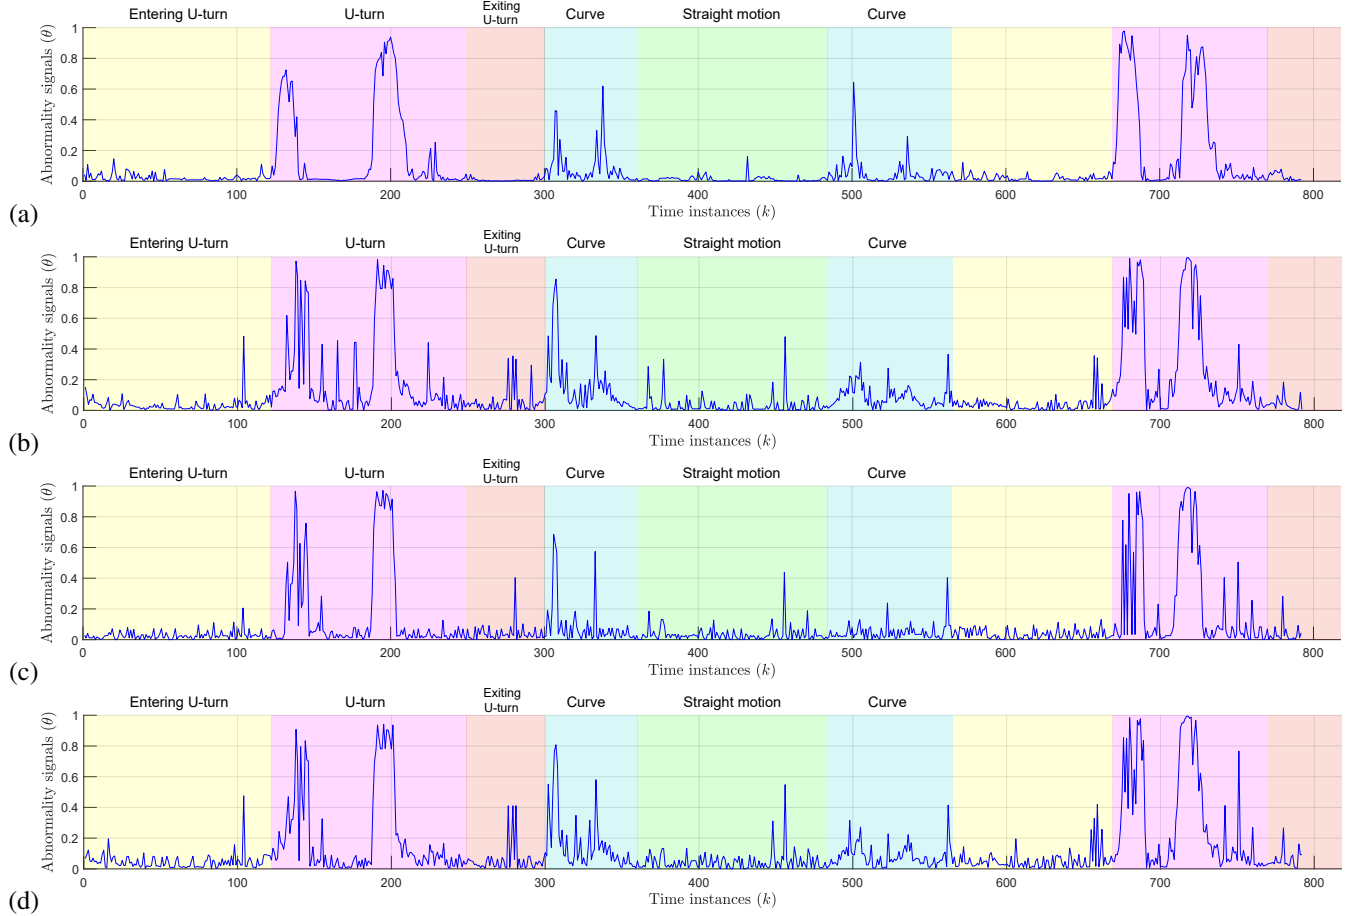 Entering U-turn U-turn Exiting U-turn Curve Straight motion Curve
1
0.8
0.6
0.4
0.2
0
Abnormality signals (θ)
0 100 200 300 400 500 600 700 800
Time instances (k)
(a)
Entering U-turn U-turn Exiting U-turn Curve Straight motion Curve
1
0.8
0.6
0.4
0.2
0
Abnormality signals (θ)
0 100 200 300 400 500 600 700 800
Time instances (k)
(b)
Entering U-turn U-turn Exiting U-turn Curve Straight motion Curve
1
0.8
0.6
0.4
0.2
0
Abnormality signals (θ)
0 100 200 300 400 500 600 700 800
Time instances (k)
(c)
Entering U-turn U-turn Exiting U-turn Curve Straight motion Curve
1
0.8
0.6
0.4
0.2
0
Abnormality signals (θ)
0 100 200 300 400 500 600 700 800
Time instances (k)
(d)